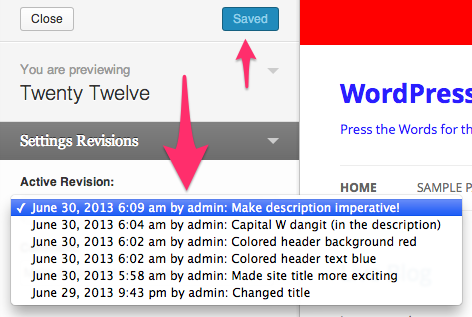 Close
Saved
You are previewing
Twenty Twelve
Settings Revisions
Active Revision:
✓ June 30, 2013 6:09 am by admin: Make description imperative!
June 30, 2013 6:04 am by admin: Capital W dangit (in the description)
June 30, 2013 6:02 am by admin: Colored header background red
June 30, 2013 6:02 am by admin: Colored header text blue
June 30, 2013 5:58 am by admin: Made site title more exciting
June 29, 2013 9:43 pm by admin: Changed title
WordPress
Press the Words for th
HOME
SAMPLE P